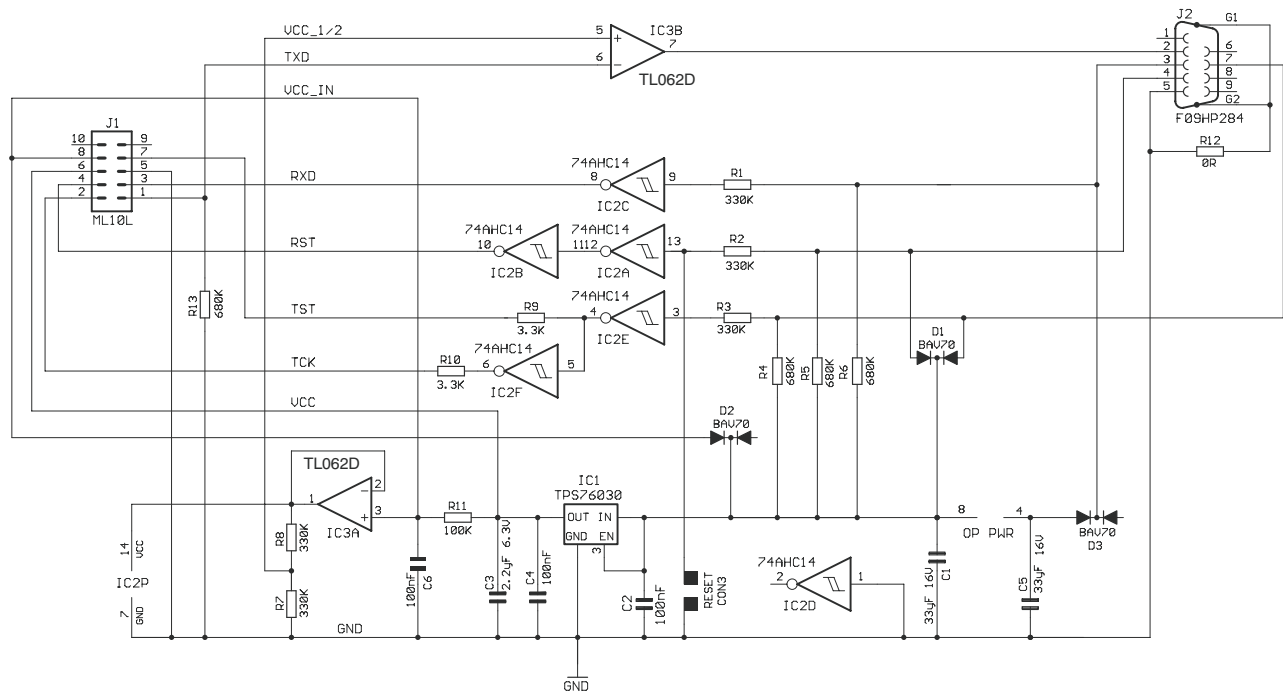 VCC_1/2
5
IC3B
7
TXD
6
TL062D
VCC_IN
J2
G1
1
2
3
4
5
6
7
8
9
G2
F09HP284
R12
0R
J1
10
9
8
7
6
5
4
3
2
1
ML10L
74AHC14
RXD
8
9
IC2C
R1
330K
74AHC14
74AHC14
RST
10
IC2B
11
12
IC2A
13
R2
330K
74AHC14
R13
680K
TST
R9
3.3K
4
3
IC2E
R3
330K
D1
BAV70
74AHC14
TCK
R10
3.3K
6
5
IC2F
R4
680K
R5
680K
R6
680K
VCC
D2
BAV70
TL062D
1
2
3
IC3A
R11
100K
IC1
TPS76030
OUT
IN
GND
EN
3
8
OP PWR
4
BAV70
D3
14
VCC
IC2P
7
GND
R8
330K
R7
330K
100nF
C6
C3
2.2µF 6.3V
C4
100nF
C2
100nF
RESET
CON3
74AHC14
2
1
IC2D
33µF 16V
C1
C5
33µF 16V
GND
GND